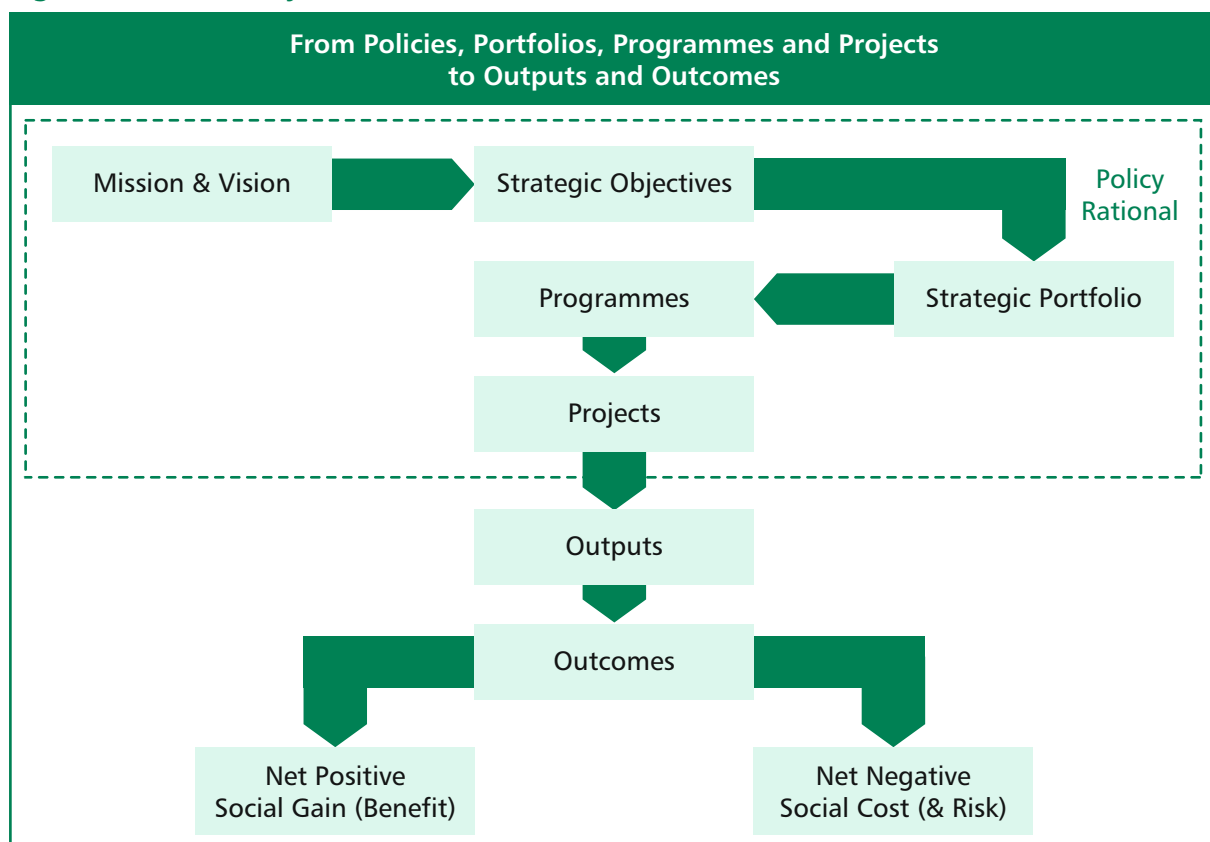 From Policies, Portfolios, Programmes and Projects
to Outputs and Outcomes
Mission & Vision
Strategic Objectives
Policy
Rational
Programmes
Strategic Portfolio
Projects
Outputs
Outcomes
Net Positive
Social Gain (Benefit)
Net Negative
Social Cost (& Risk)